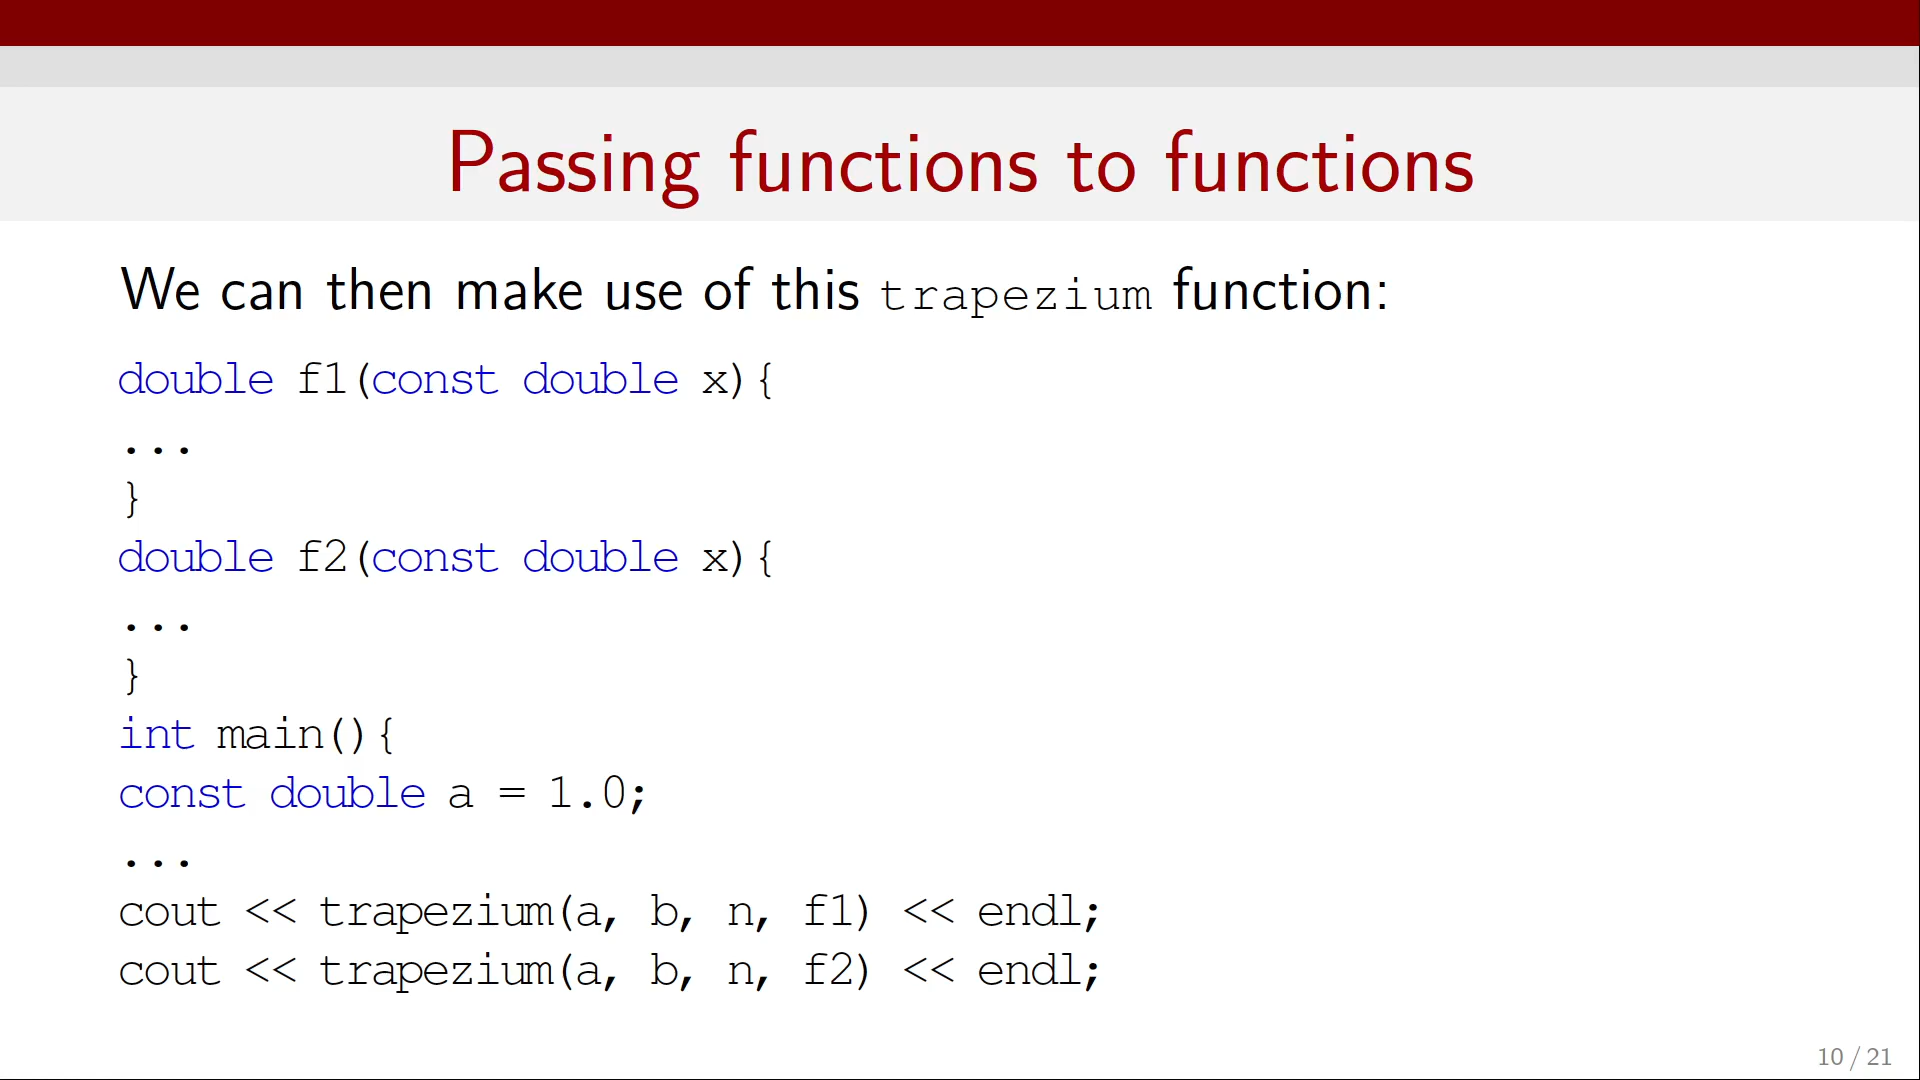 Passing functions to functions
We can then make use of this trapezium function:
double f1(const double x){
...
}
double f2(const double x){
...
}
int main(){
const double a = 1.0;
...
cout << trapezium(a, b, n, f1) << endl;
cout << trapezium(a, b, n, f2) << endl;
10 / 21